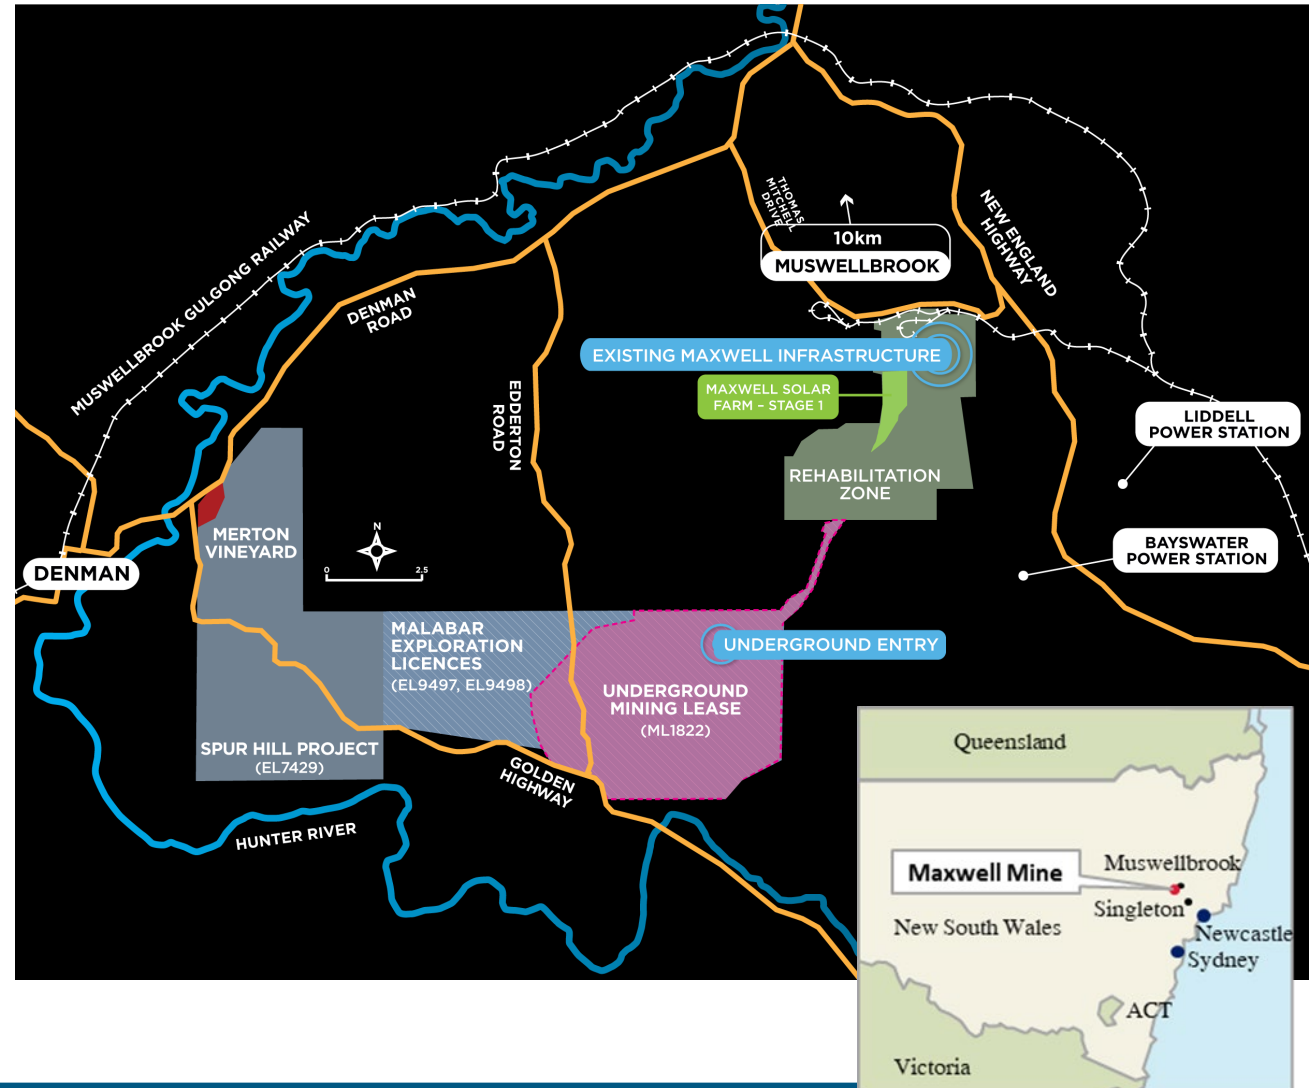 MUSWELLBROOK GULGONG RAILWAY
DENMAN
ROAD
THOMAS
MITCHELL
DRIVE
10km
MUSWELLBROOK
NEW ENGLAND
HIGHWAY
EXISTING MAXWELL INFRASTRUCTURE
MAXWELL SOLAR
FARM – STAGE 1
EDDERTON
ROAD
LIDDELL
POWER STATION
REHABILITATION
ZONE
MERTON
VINEYARD
N
0 2.5
BAYSWATER
POWER STATION
DENMAN
MALABAR
EXPLORATION
LICENCES
(EL9497, EL9498)
UNDERGROUND ENTRY
UNDERGROUND
MINING LEASE
(ML1822)
SPUR HILL PROJECT
(EL7429)
GOLDEN
HIGHWAY
HUNTER RIVER
Queensland
Maxwell Mine
Muswellbrook
Singleton
New South Wales
Newcastle
Sydney
ACT
Victoria